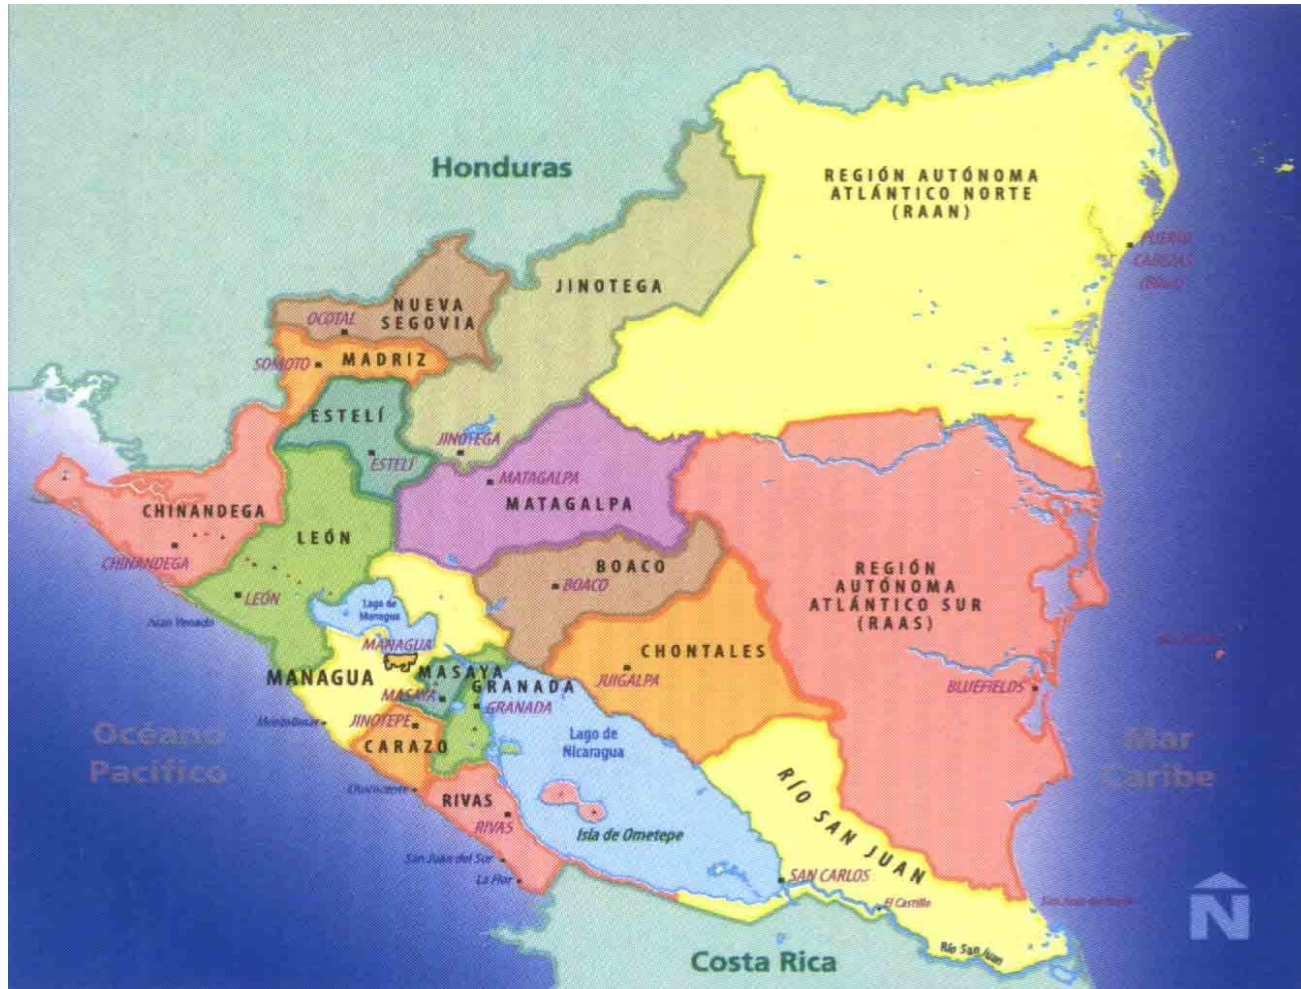 Honduras
REGIÓN AUTÓNOMA
ATLÁNTICO NORTE
(RAAN)
PUERTO
CABEZAS
JINOTEGA
NUEVA
SEGOVIA
OCOTAL
MADRIZ
SOMOTO
ESTELÍ
ESTELÍ
JINOTEGA
MATAGALPA
MATAGALPA
CHINANDEGA
CHINANDEGA
LEÓN
LEÓN
BOACO
BOACO
REGIÓN
AUTÓNOMA
ATLÁNTICO SUR
(RAAS)
Lago de
Managua
Juan Venado
MANAGUA
MANAGUA
MASAYA
MASAYA
GRANADA
GRANADA
CHONTALES
JUIGALPA
BLUEFIELDS
JINOTEPE
CARAZO
Océano
Pacífico
Lago de
Nicaragua
Mar
Caribe
RIVAS
RIVAS
Isla de Ometepe
RÍO SAN JUAN
San Juan del Sur
La Flor
SAN CARLOS
El Castillo
Río San Juan
N
Costa Rica